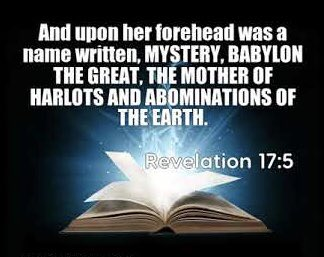 And upon her forehead was a
name written, MYSTERY, BABYLON
THE GREAT, THE MOTHER OF
HARLOTS AND ABOMINATIONS OF
THE EARTH.
Revelation 17:5